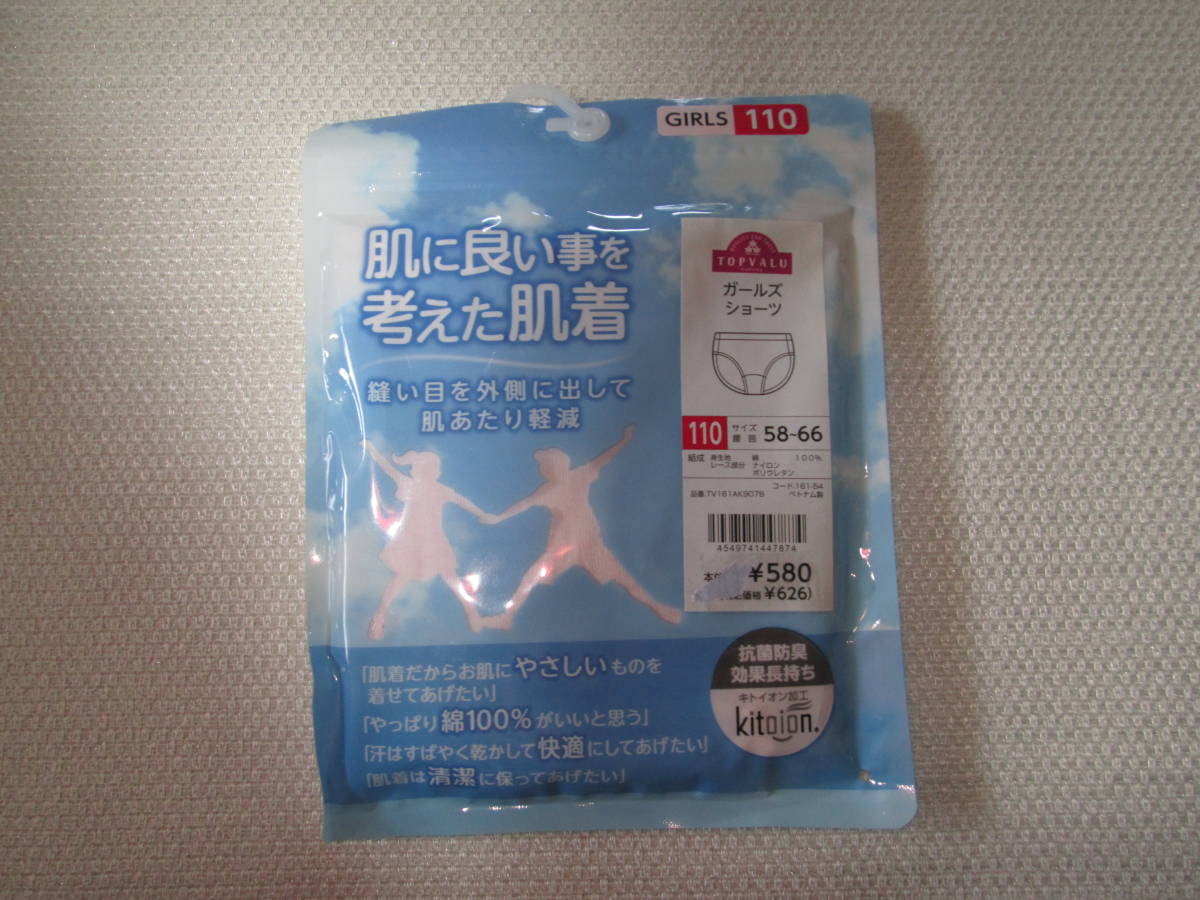 GIRLS 110
肌に良い事を
考えた肌着
縫い目を外側に出して
肌あたり軽減
TOPVALU
ガールズ
ショーツ
110 サイズ 腰囲 58~66
組成 身生地 綿 100%
レース部分 ナイロン
ポリウレタン
コード.161-54
品番.TV161AK907B ベトナム製
4549741447874
¥580
価格 ¥626)
「肌着だからお肌にやさしいものを
着せてあげたい」
「やっぱり綿100%がいいと思う」
「汗はすばやく乾かして快適にしてあげたい」
「肌着は清潔に保ってあげたい」
抗菌防臭
効果長持ち
キトイオン加工
kitoion.